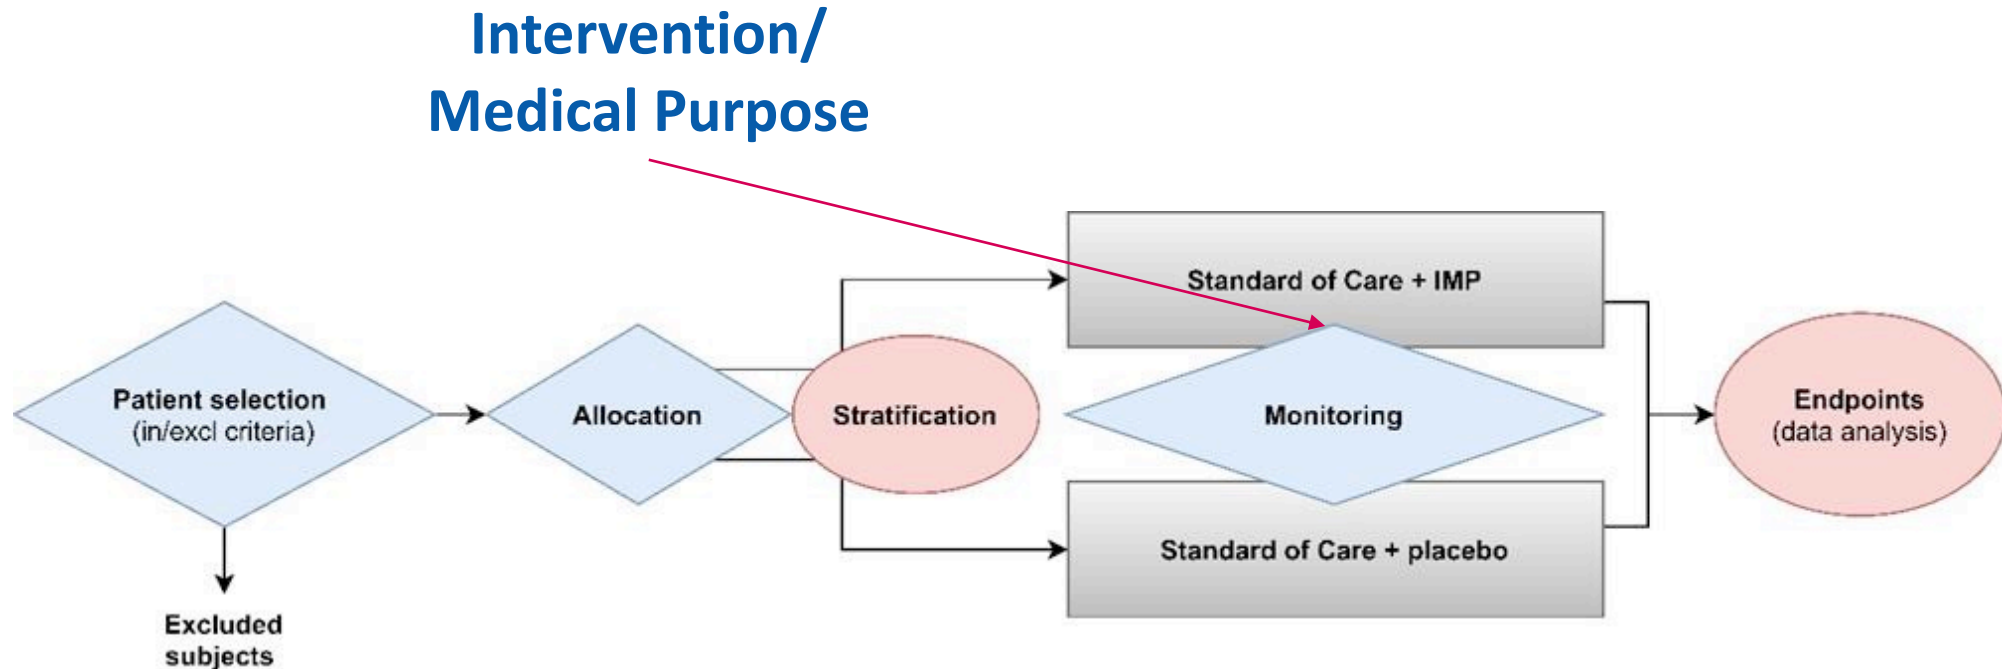 Intervention/
Medical Purpose
Patient selection
(in/excl criteria)
Excluded
subjects
Allocation
Stratification
Standard of Care + IMP
Monitoring
Standard of Care + placebo
Endpoints
(data analysis)